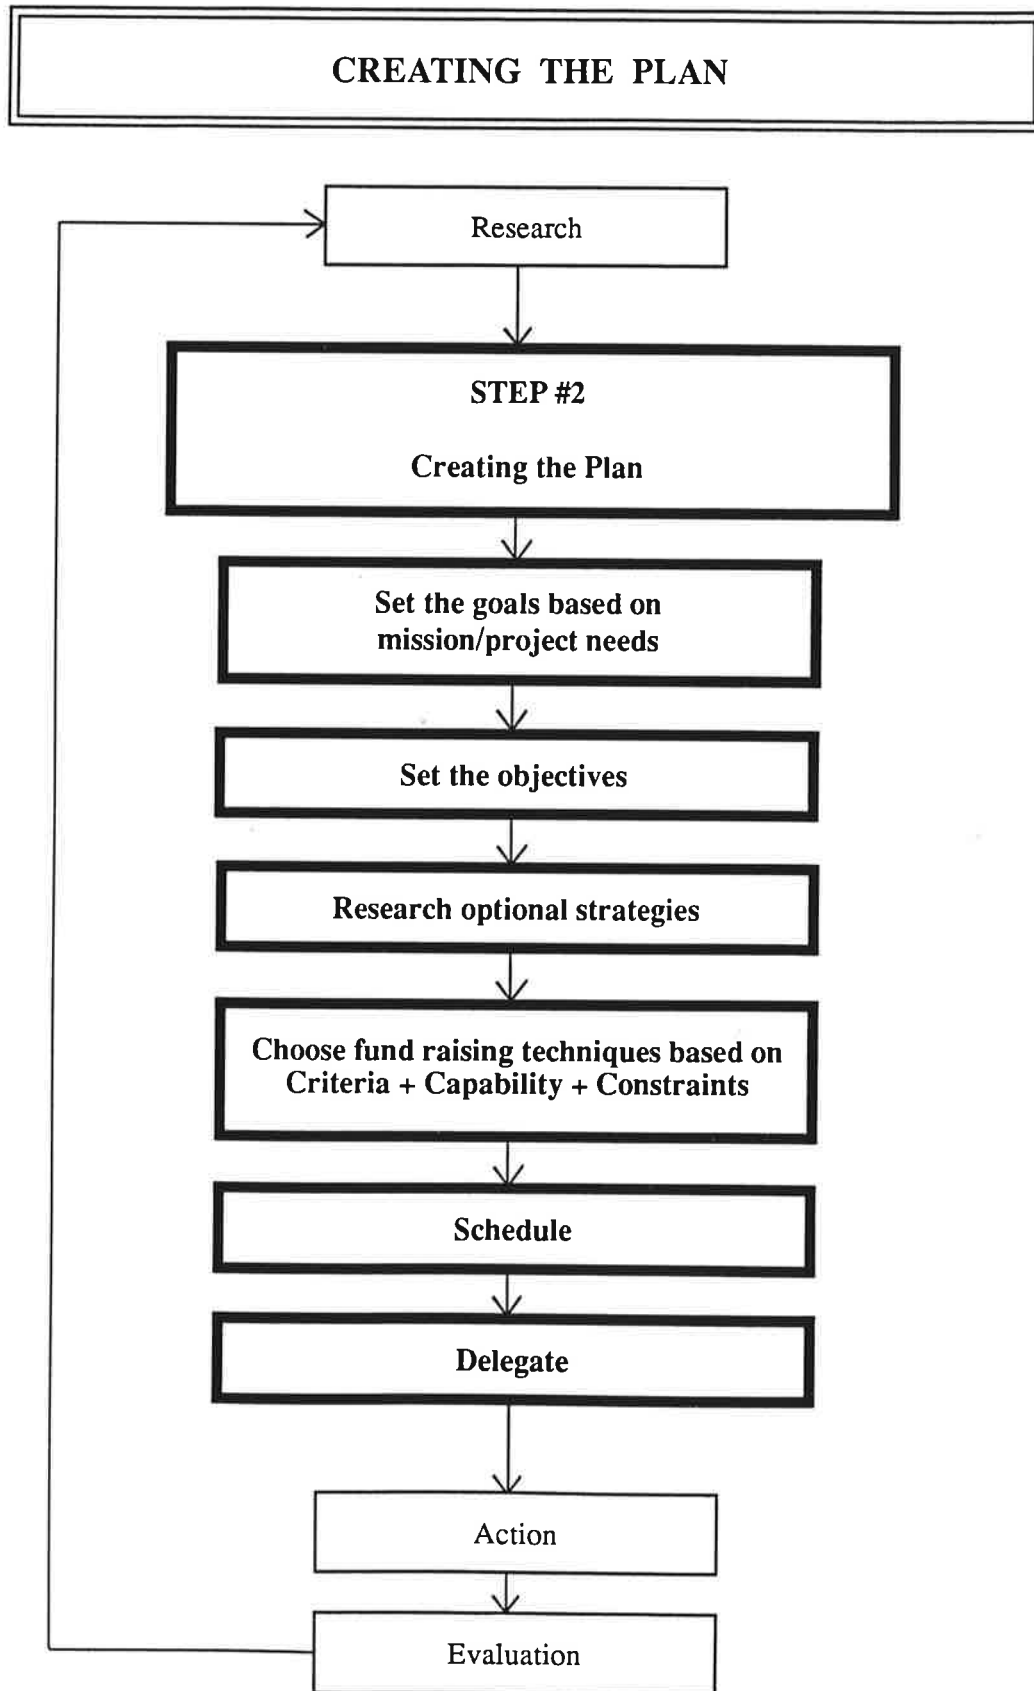 CREATING THE PLAN
Research
STEP #2
Creating the Plan
Set the goals based on
mission/project needs
Set the objectives
Research optional strategies
Choose fund raising techniques based on
Criteria + Capability + Constraints
Schedule
Delegate
Action
Evaluation